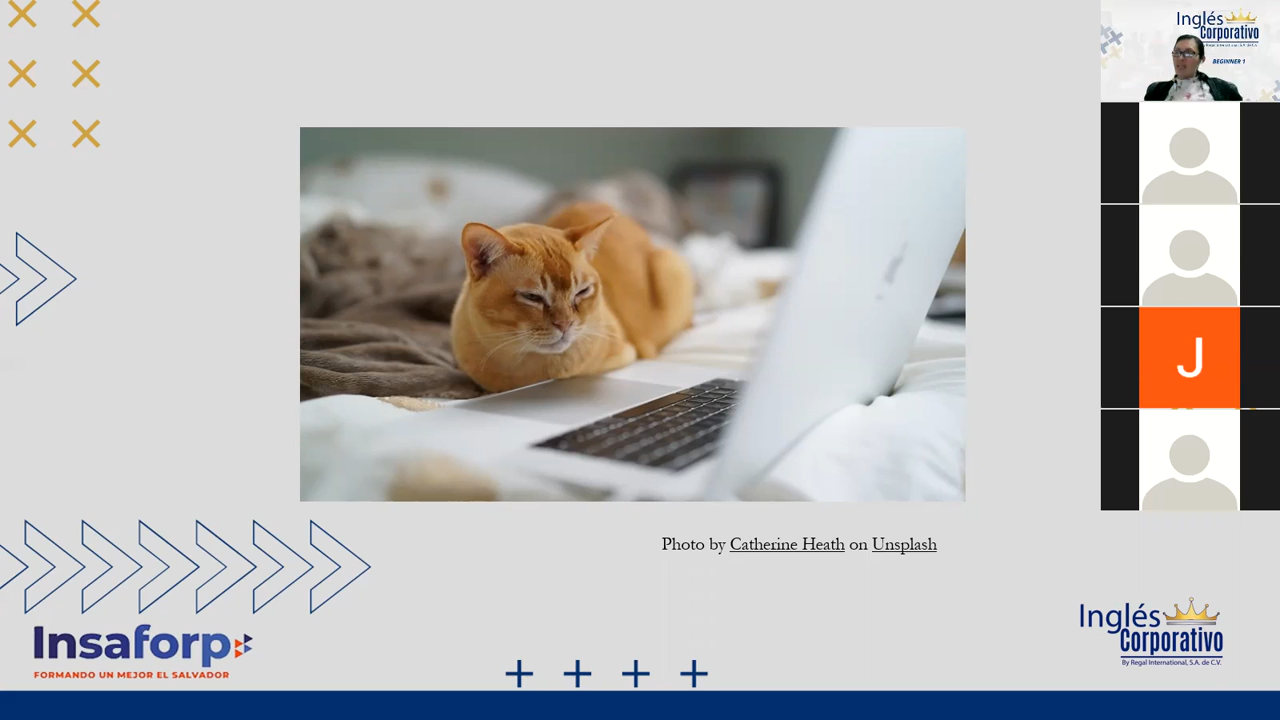 Inglés
Corporativo
BEGINNER 1
J
Photo by Catherine Heath on Unsplash
Insaforp
FORMANDO UN MEJOR EL SALVADOR
Inglés
Corporativo
By Regal International, S.A. de C.V.